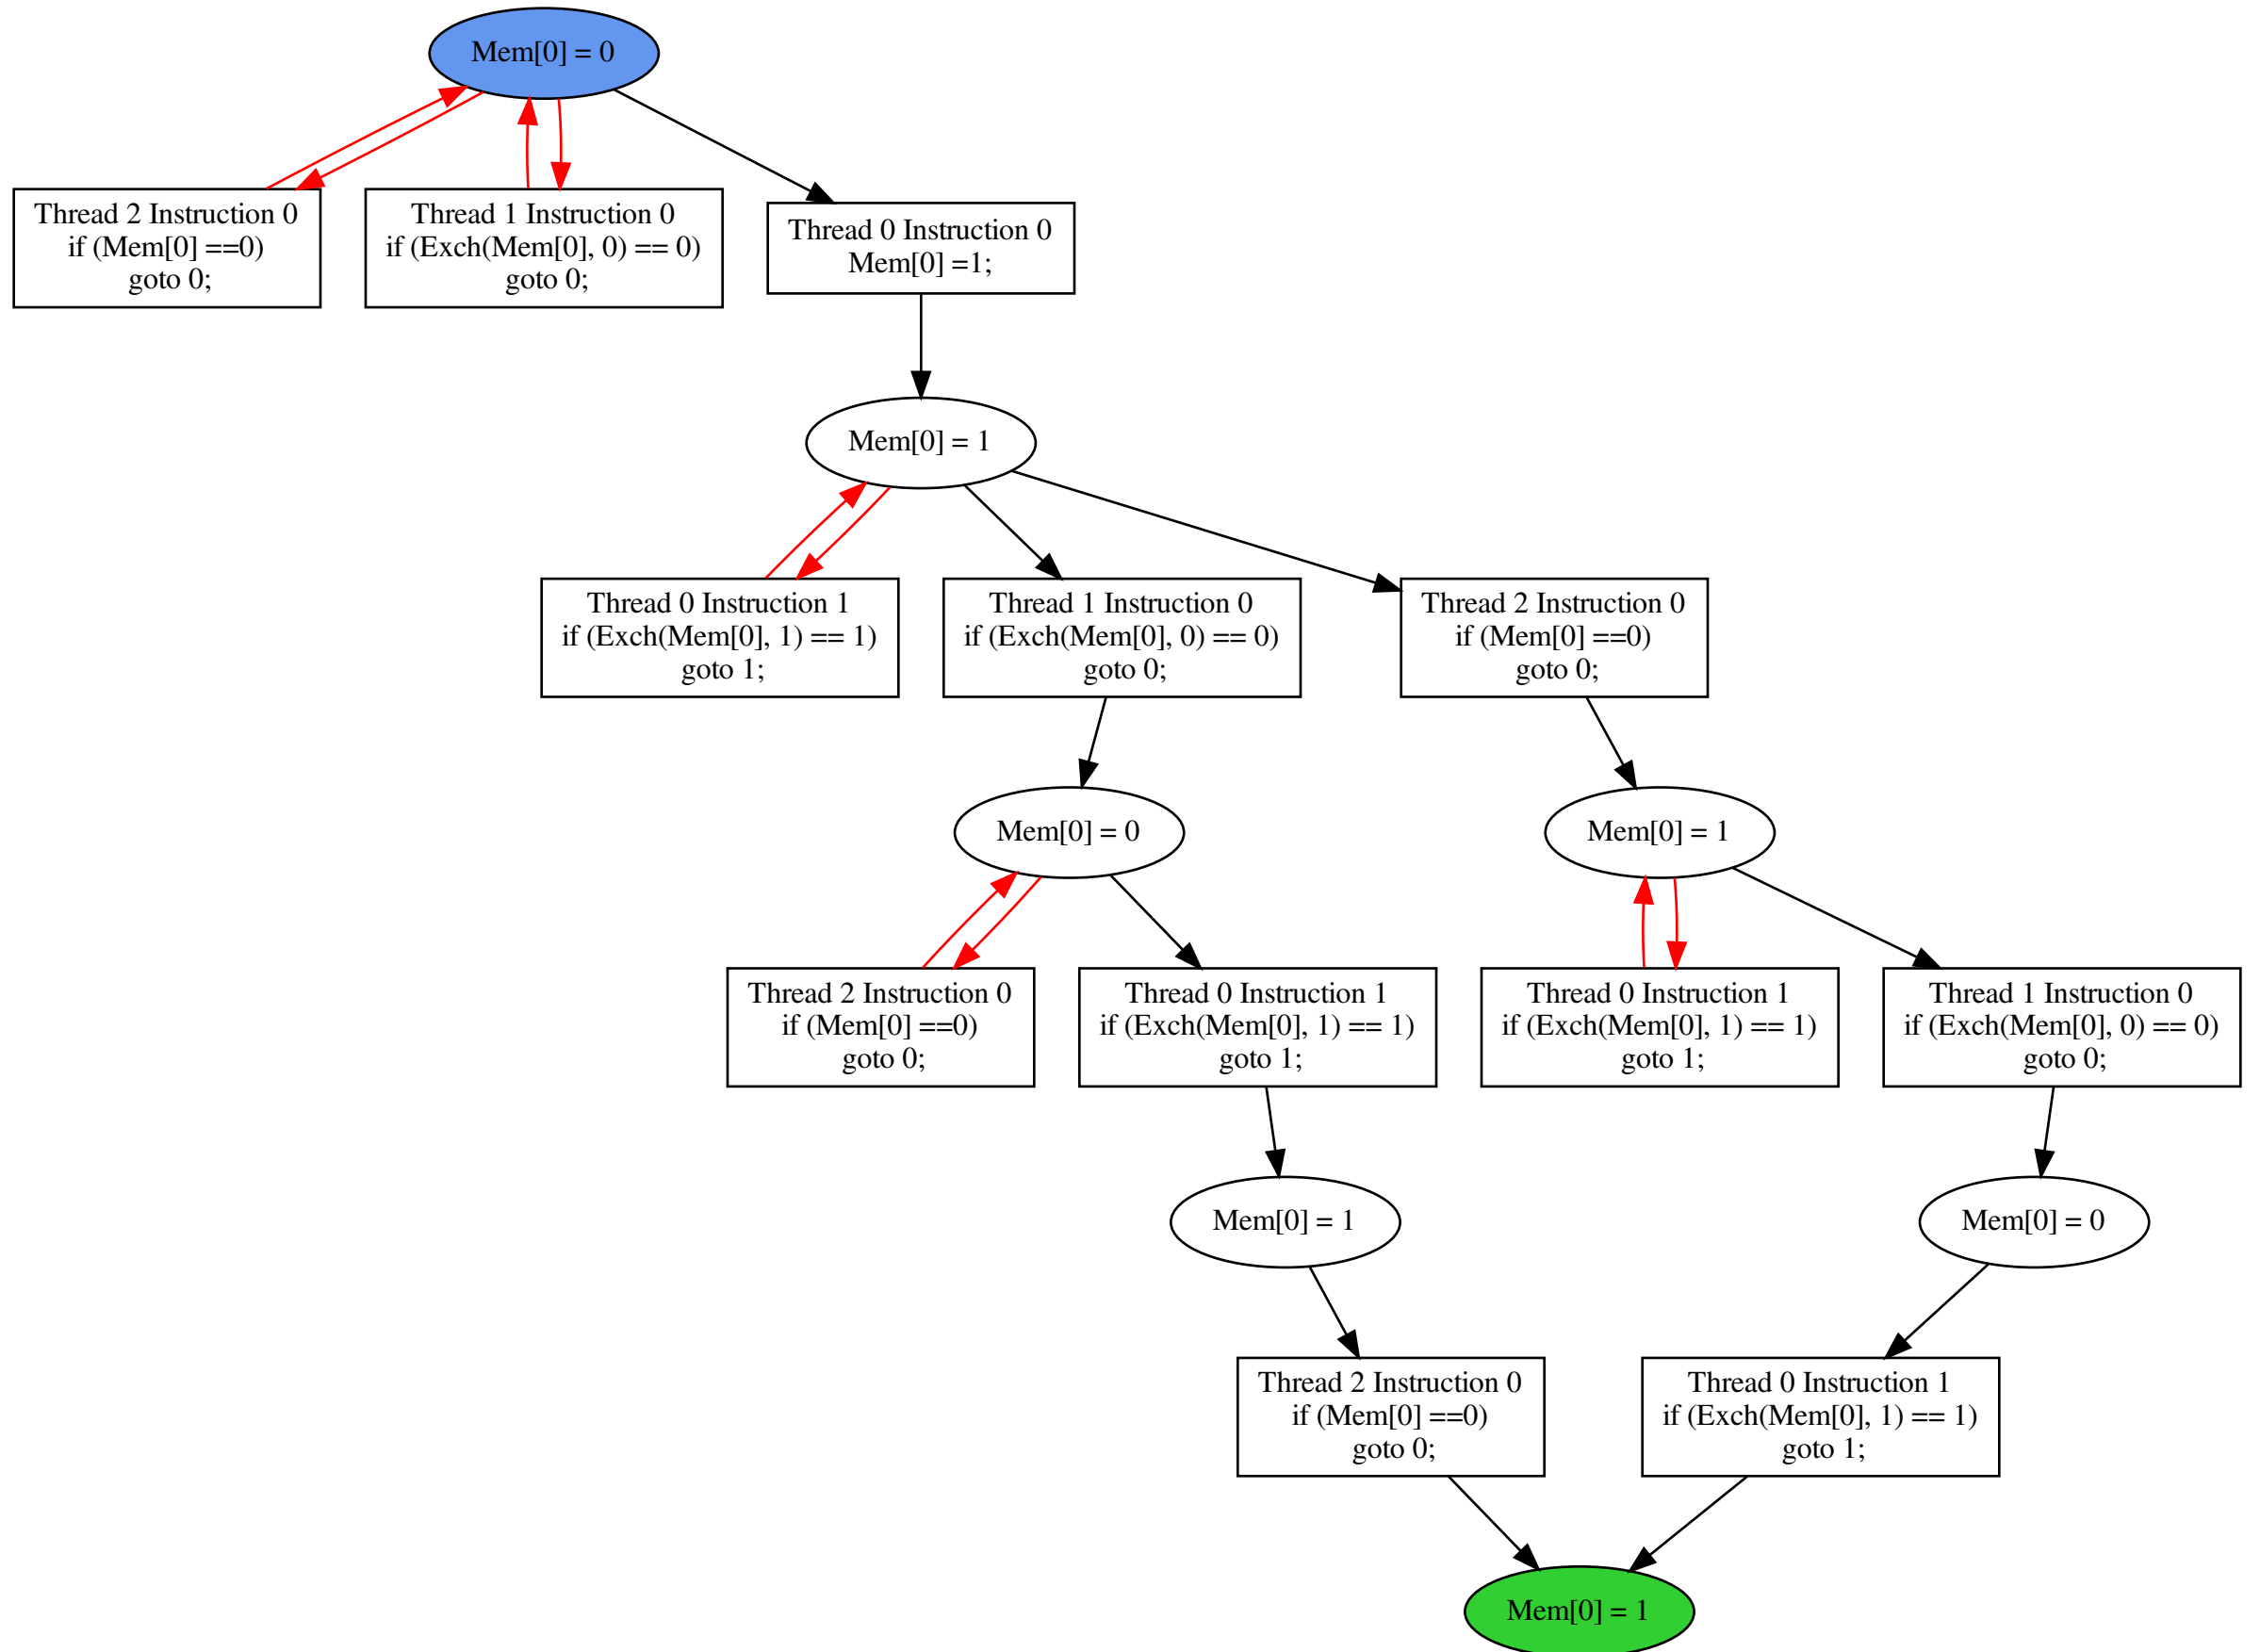 Mem[0] = 0
Thread 2 Instruction 0
if (Mem[0] ==0)
goto 0;
Thread 1 Instruction 0
if (Exch(Mem[0], 0) == 0)
goto 0;
Thread 0 Instruction 0
Mem[0] =1;
Mem[0] = 1
Thread 0 Instruction 1
if (Exch(Mem[0], 1) == 1)
goto 1;
Thread 1 Instruction 0
if (Exch(Mem[0], 0) == 0)
goto 0;
Thread 2 Instruction 0
if (Mem[0] ==0)
goto 0;
Mem[0] = 0
Mem[0] = 1
Thread 2 Instruction 0
if (Mem[0] ==0)
goto 0;
Thread 0 Instruction 1
if (Exch(Mem[0], 1) == 1)
goto 1;
Thread 0 Instruction 1
if (Exch(Mem[0], 1) == 1)
goto 1;
Thread 1 Instruction 0
if (Exch(Mem[0], 0) == 0)
goto 0;
Mem[0] = 1
Mem[0] = 0
Thread 2 Instruction 0
if (Mem[0] ==0)
goto 0;
Thread 0 Instruction 1
if (Exch(Mem[0], 1) == 1)
goto 1;
Mem[0] = 1